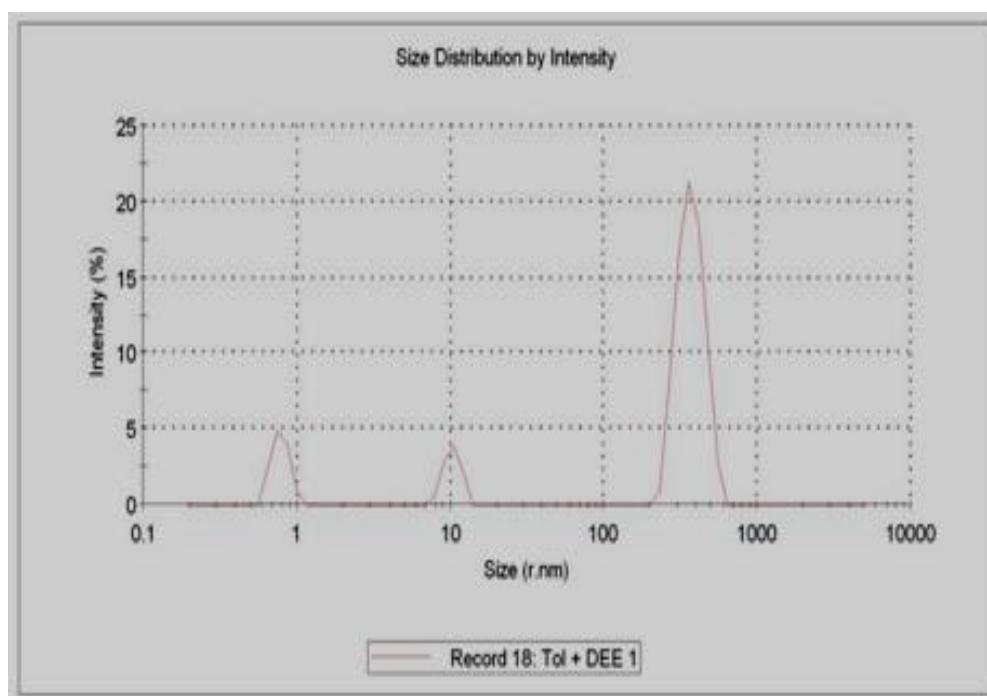 Size Distribution by Intensity
25
20
15
10
5
0
Intensity (%)
0.1 1 10 100 1000 10000
Size (r.nm)
Record 18: Tol + DEE 1